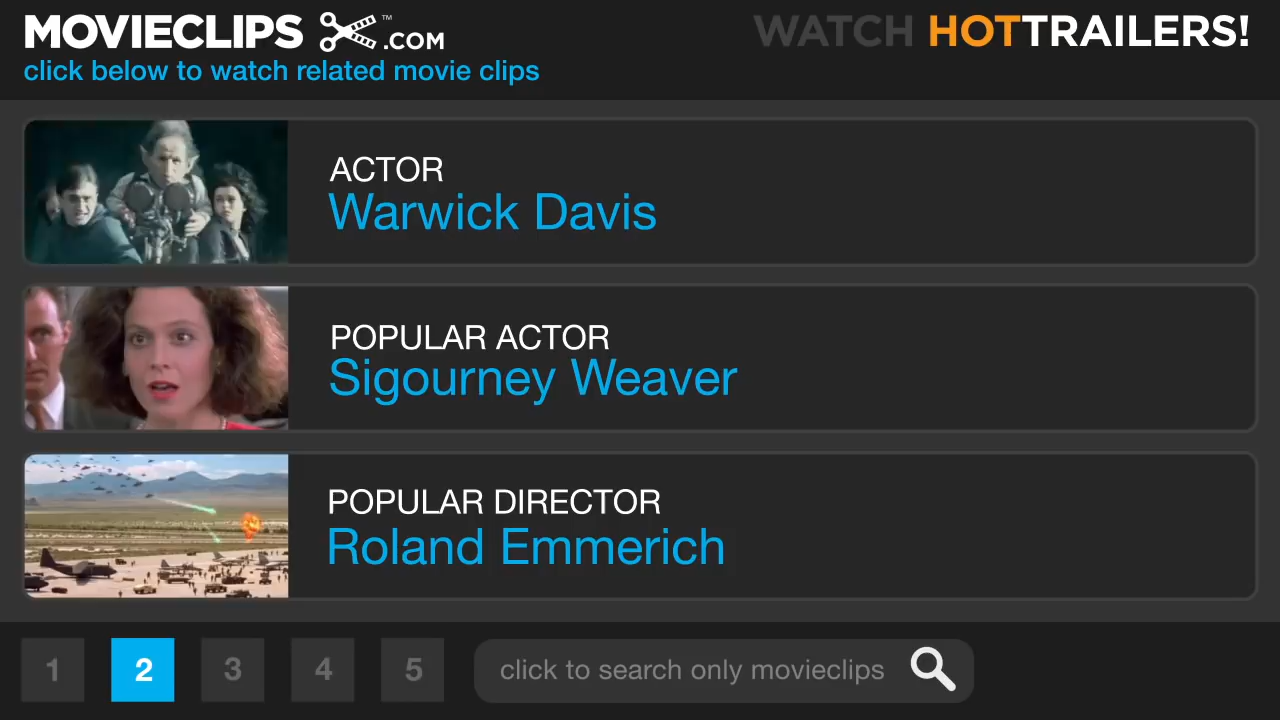 MOVIECLIPS ™ .COM
WATCH HOTTRAILERS!
click below to watch related movie clips
ACTOR
Warwick Davis
POPULAR ACTOR
Sigourney Weaver
POPULAR DIRECTOR
Roland Emmerich
1 2 3 4 5 click to search only movieclips